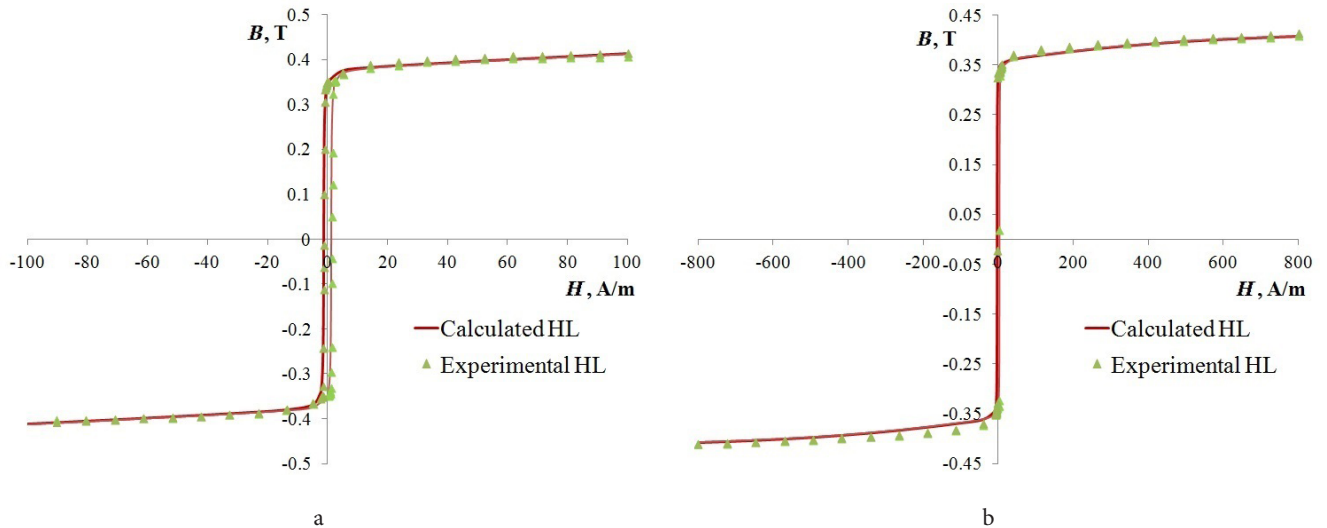 B, T
0.5
0.4
0.3
0.2
0.1
0
-0.1
-0.2
-0.3
-0.4
-0.5
-100 -80 -60 -40 -20 0 20 40 60 80 100
H, A/m
Calculated HL
Experimental HL
a
B, T
0.45
0.35
0.25
0.15
0.05
-0.05
-0.15
-0.25
-0.35
-0.45
-800 -600 -400 -200 0 200 400 600 800
H, A/m
Calculated HL
Experimental HL
b